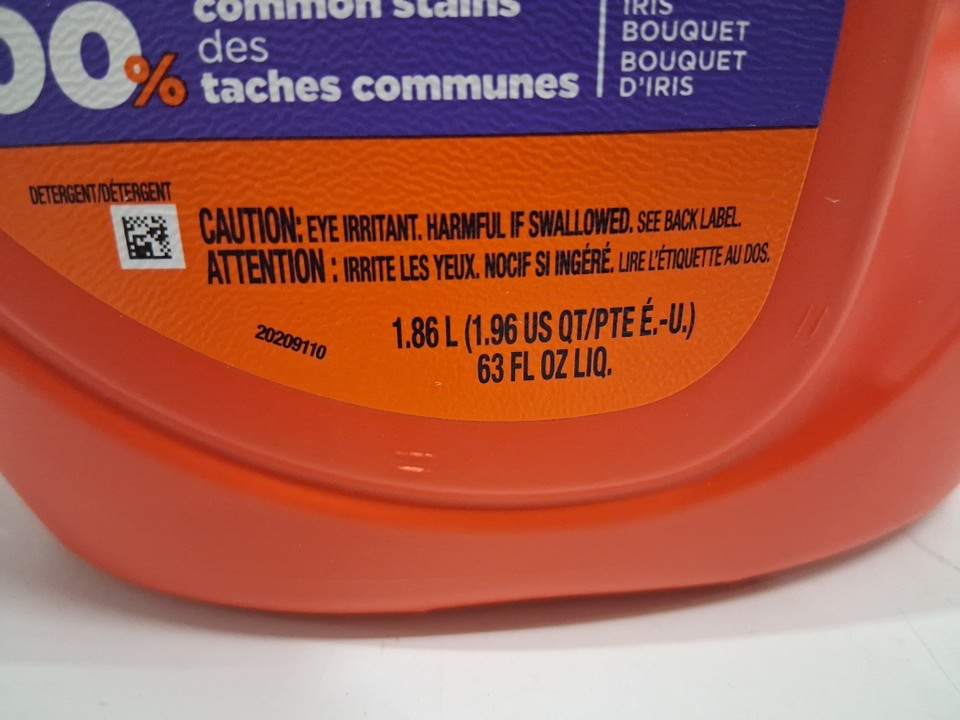 common stains
des
taches communes
00%
IRIS
BOUQUET
BOUQUET
D'IRIS
DETERGENT/DÉTERGENT
CAUTION: EYE IRRITANT. HARMFUL IF SWALLOWED. SEE BACK LABEL.
ATTENTION : IRRITE LES YEUX. NOCIF SI INGÉRÉ. LIRE L'ÉTIQUETTE AU DOS.
20209110
1.86 L (1.96 US QT/PTE É.-U.)
63 FL OZ LIQ.